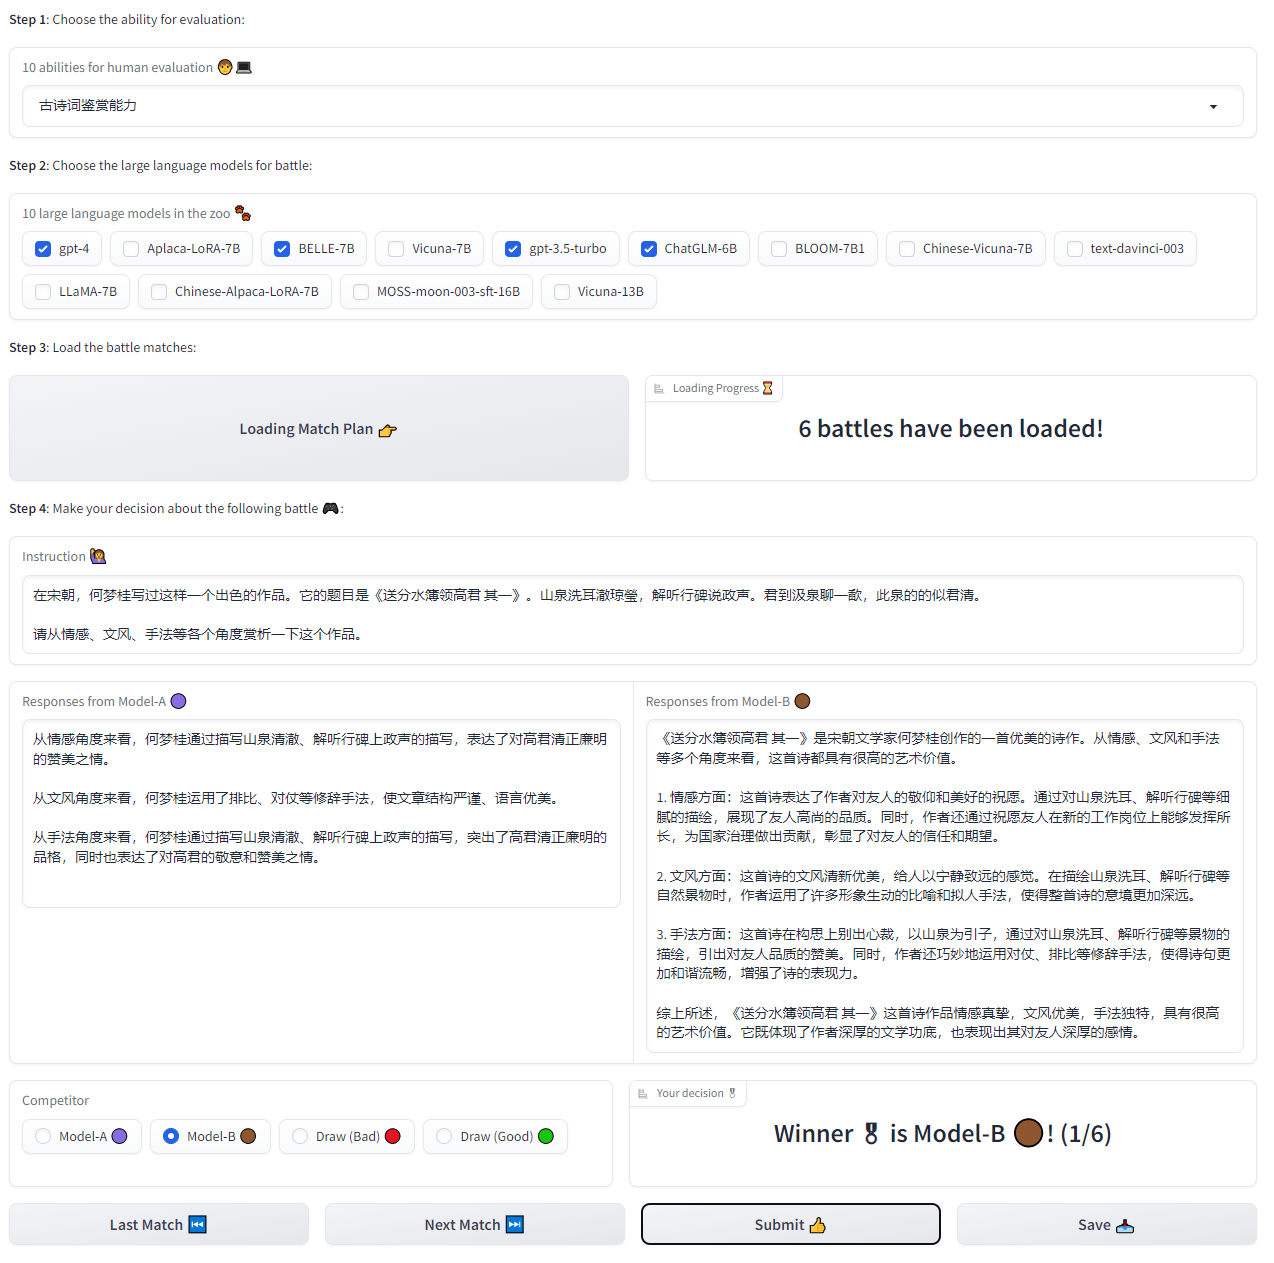 Step 1: Choose the ability for evaluation:
10 abilities for human evaluation 🧑💻
古诗词鉴赏能力
Step 2: Choose the large language models for battle:
10 large language models in the zoo 🐾
gpt-4 Aplaca-LoRA-7B BELLE-7B Vicuna-7B gpt-3.5-turbo ChatGLM-6B BLOOM-7B1 Chinese-Vicuna-7B text-davinci-003
LLaMA-7B Chinese-Alpaca-LoRA-7B MOSS-moon-003-sft-16B Vicuna-13B
Step 3: Load the battle matches:
Loading Match Plan 👉
Loading Progress ⌛
6 battles have been loaded!
Step 4: Make your decision about the following battle 🎮:
Instruction 🙋
在宋朝，何梦桂写过这样一个出色的作品。它的题目是《送分水簿领高君 其一》。山泉洗耳澈琼瑩，解听行碑说政声。君到汲泉聊一歃，此泉的的似君清。
请从情感、文风、手法等各个角度赏析一下这个作品。
Responses from Model-A 🟣
从情感角度来看，何梦桂通过描写山泉清澈、解听行碑上政声的描写，表达了对高君清正廉明
的赞美之情。
从文风角度来看，何梦桂运用了排比、对仗等修辞手法，使文章结构严谨、语言优美。
从手法角度来看，何梦桂通过描写山泉清澈、解听行碑上政声的描写，突出了高君清正廉明的
品格，同时也表达了对高君的敬意和赞美之情。
Responses from Model-B 🟤
《送分水簿领高君 其一》是宋朝文学家何梦桂创作的一首优美的诗作。从情感、文风和手法
等多个角度来看，这首诗都具有很高的艺术价值。
1. 情感方面：这首诗表达了作者对友人的敬仰和美好的祝愿。通过对山泉洗耳、解听行碑等细
腻的描绘，展现了友人高尚的品质。同时，作者还通过祝愿友人在新的工作岗位上能够发挥所
长，为国家治理做出贡献，彰显了对友人的信任和期望。
2. 文风方面：这首诗的文风清新优美，给人以宁静致远的感觉。在描绘山泉洗耳、解听行碑等
自然景物时，作者运用了许多形象生动的比喻和拟人手法，使得整首诗的意境更加深远。
3. 手法方面：这首诗在构思上别出心裁，以山泉为引子，通过对山泉洗耳、解听行碑等景物的
描绘，引出对友人品质的赞美。同时，作者还巧妙地运用对仗、排比等修辞手法，使得诗句更
加和谐流畅，增强了诗的表现力。
综上所述，《送分水簿领高君 其一》这首诗作品情感真挚，文风优美，手法独特，具有很高
的艺术价值。它既体现了作者深厚的文学功底，也表现出其对友人深厚的感情。
Competitor
Model-A 🟣 Model-B 🟤 Draw (Bad) 🔴 Draw (Good) 🟢
Your decision 🎖
Winner 🎖 is Model-B 🟤! (1/6)
Last Match ⏮ Next Match ⏭ Submit 👍 Save 📥